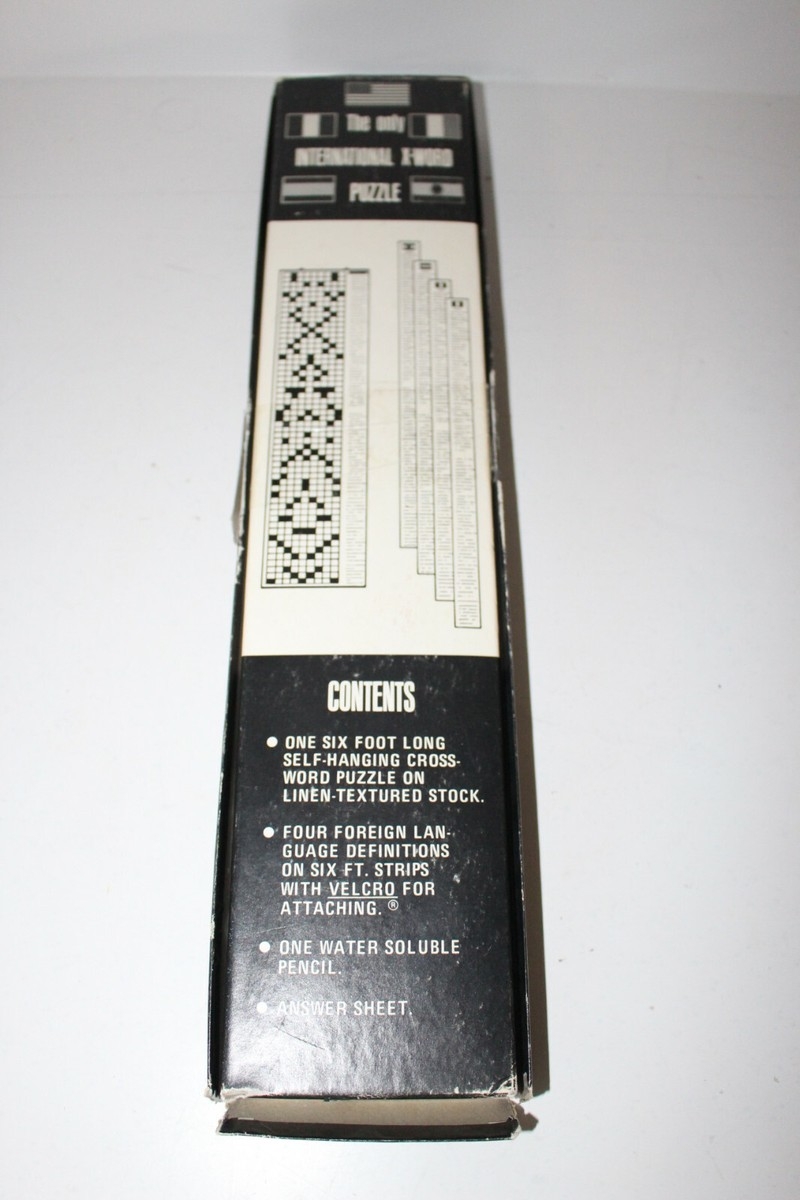 The only
INTERNATIONAL X-WORD
PUZZLE
CONTENTS
● ONE SIX FOOT LONG
SELF-HANGING CROSS-
WORD PUZZLE ON
LINEN-TEXTURED STOCK.
● FOUR FOREIGN LAN-
GUAGE DEFINITIONS
ON SIX FT. STRIPS
WITH VELCRO FOR
ATTACHING.®
● ONE WATER SOLUBLE
PENCIL.
● ANSWER SHEET.